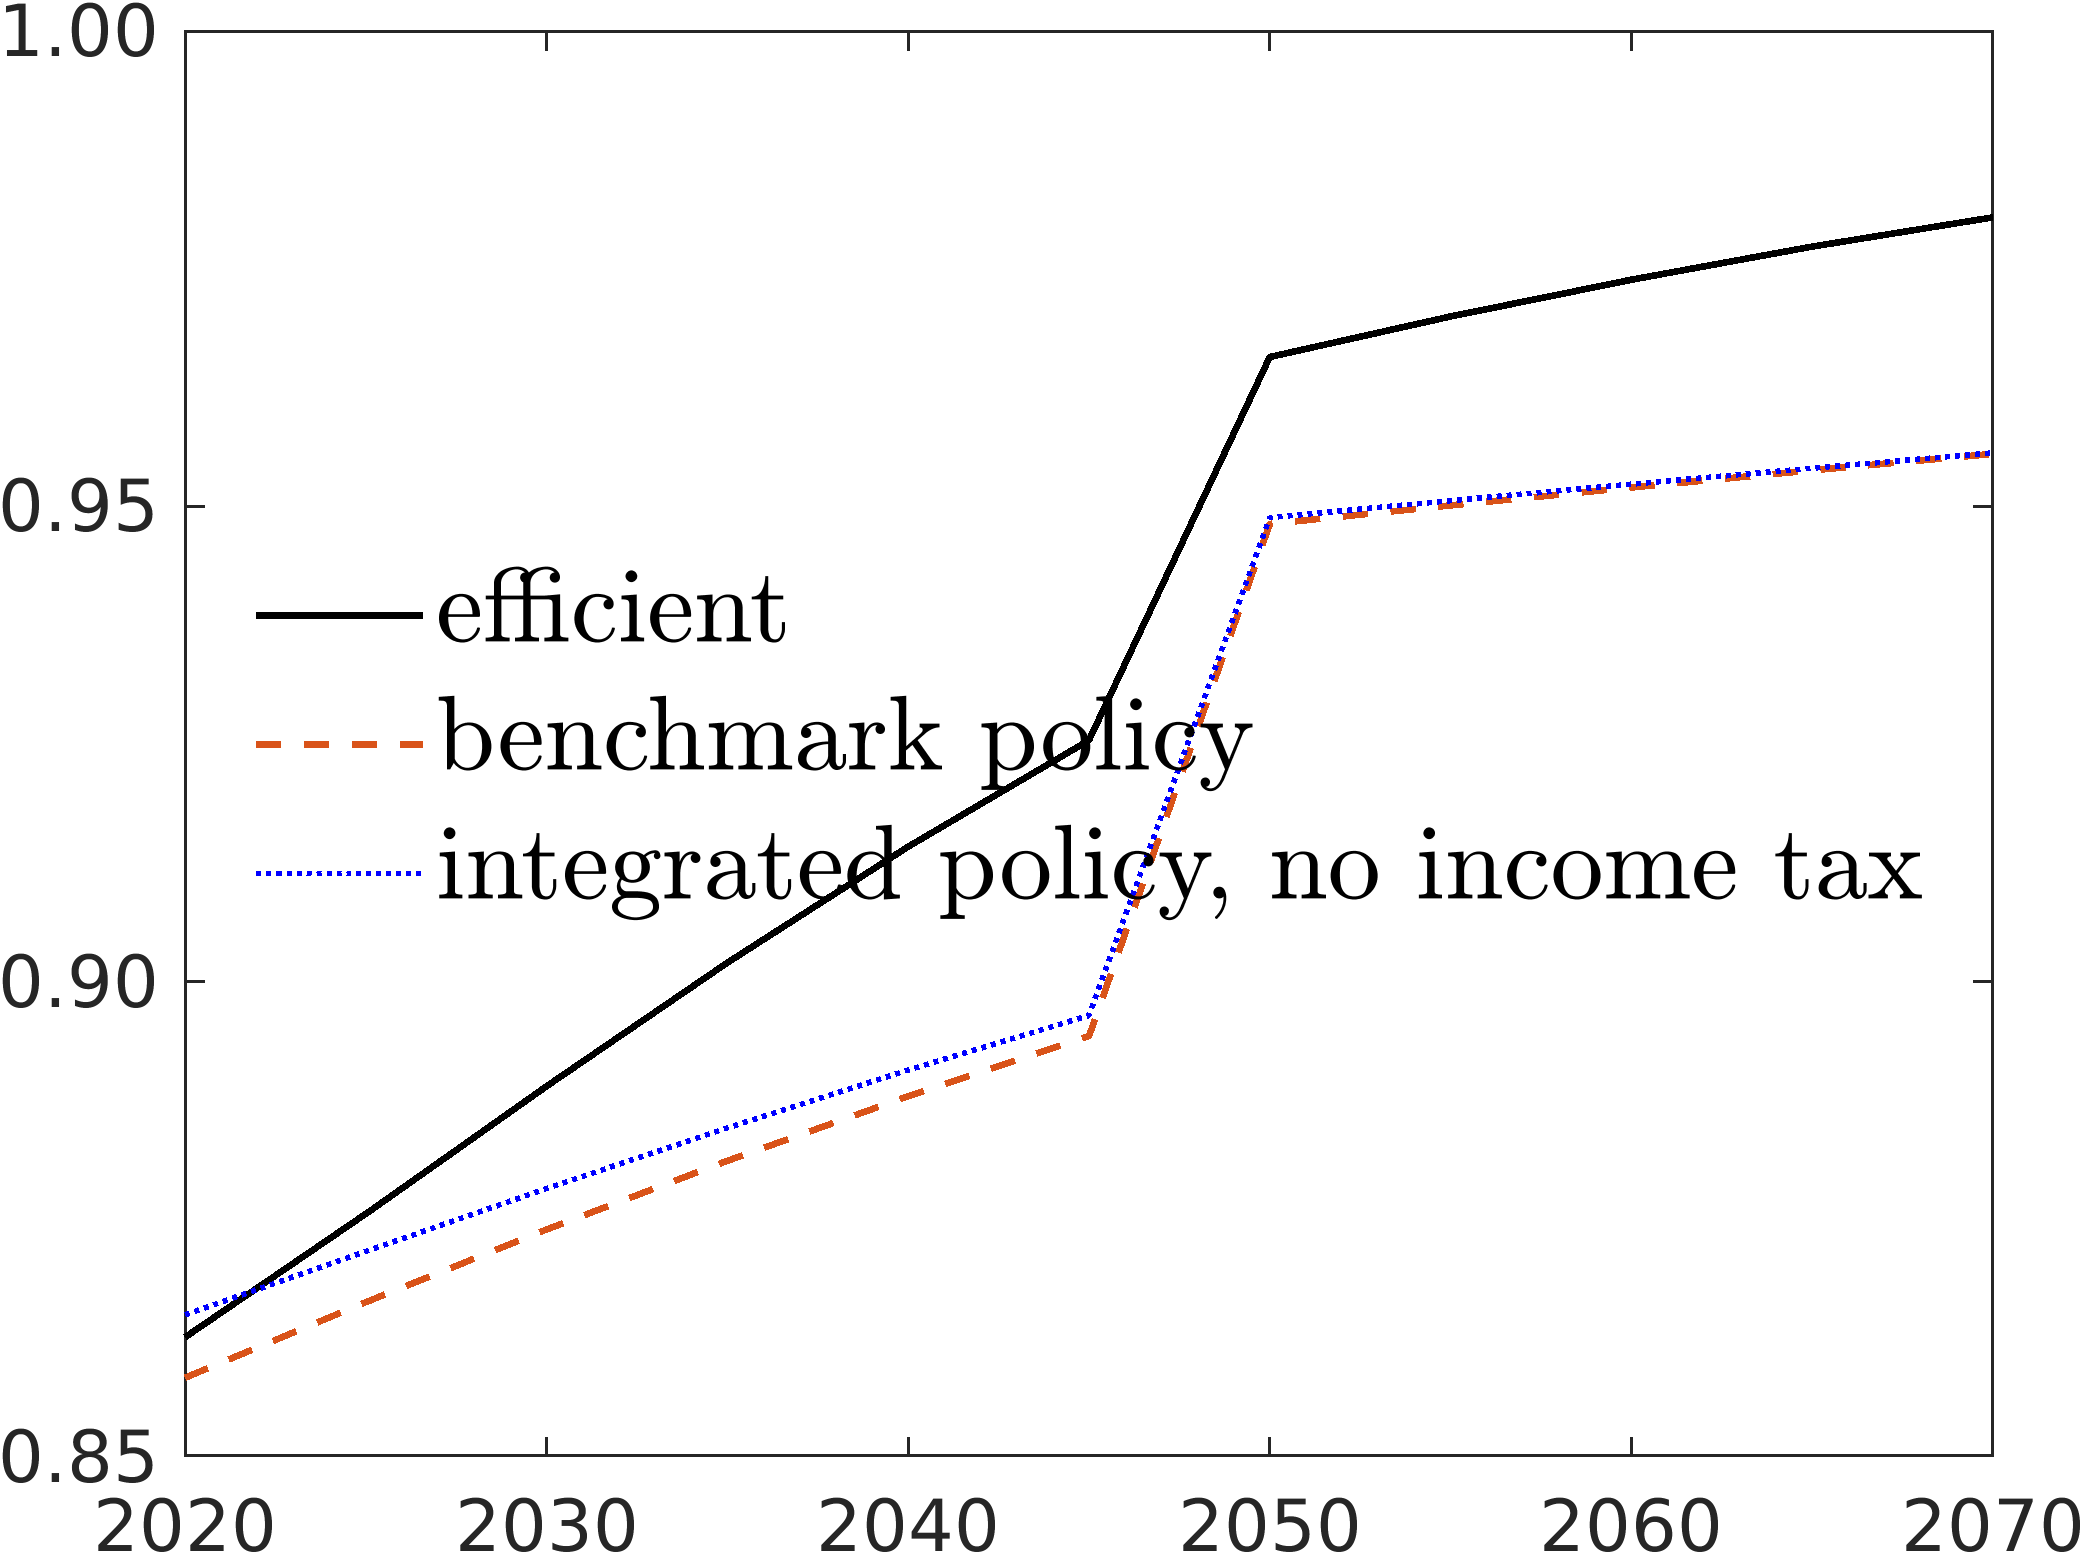 1.00
0.95
efficient
benchmark policy
integrated policy, no income tax
0.90
0.85
2020 2030 2040 2050 2060 2070